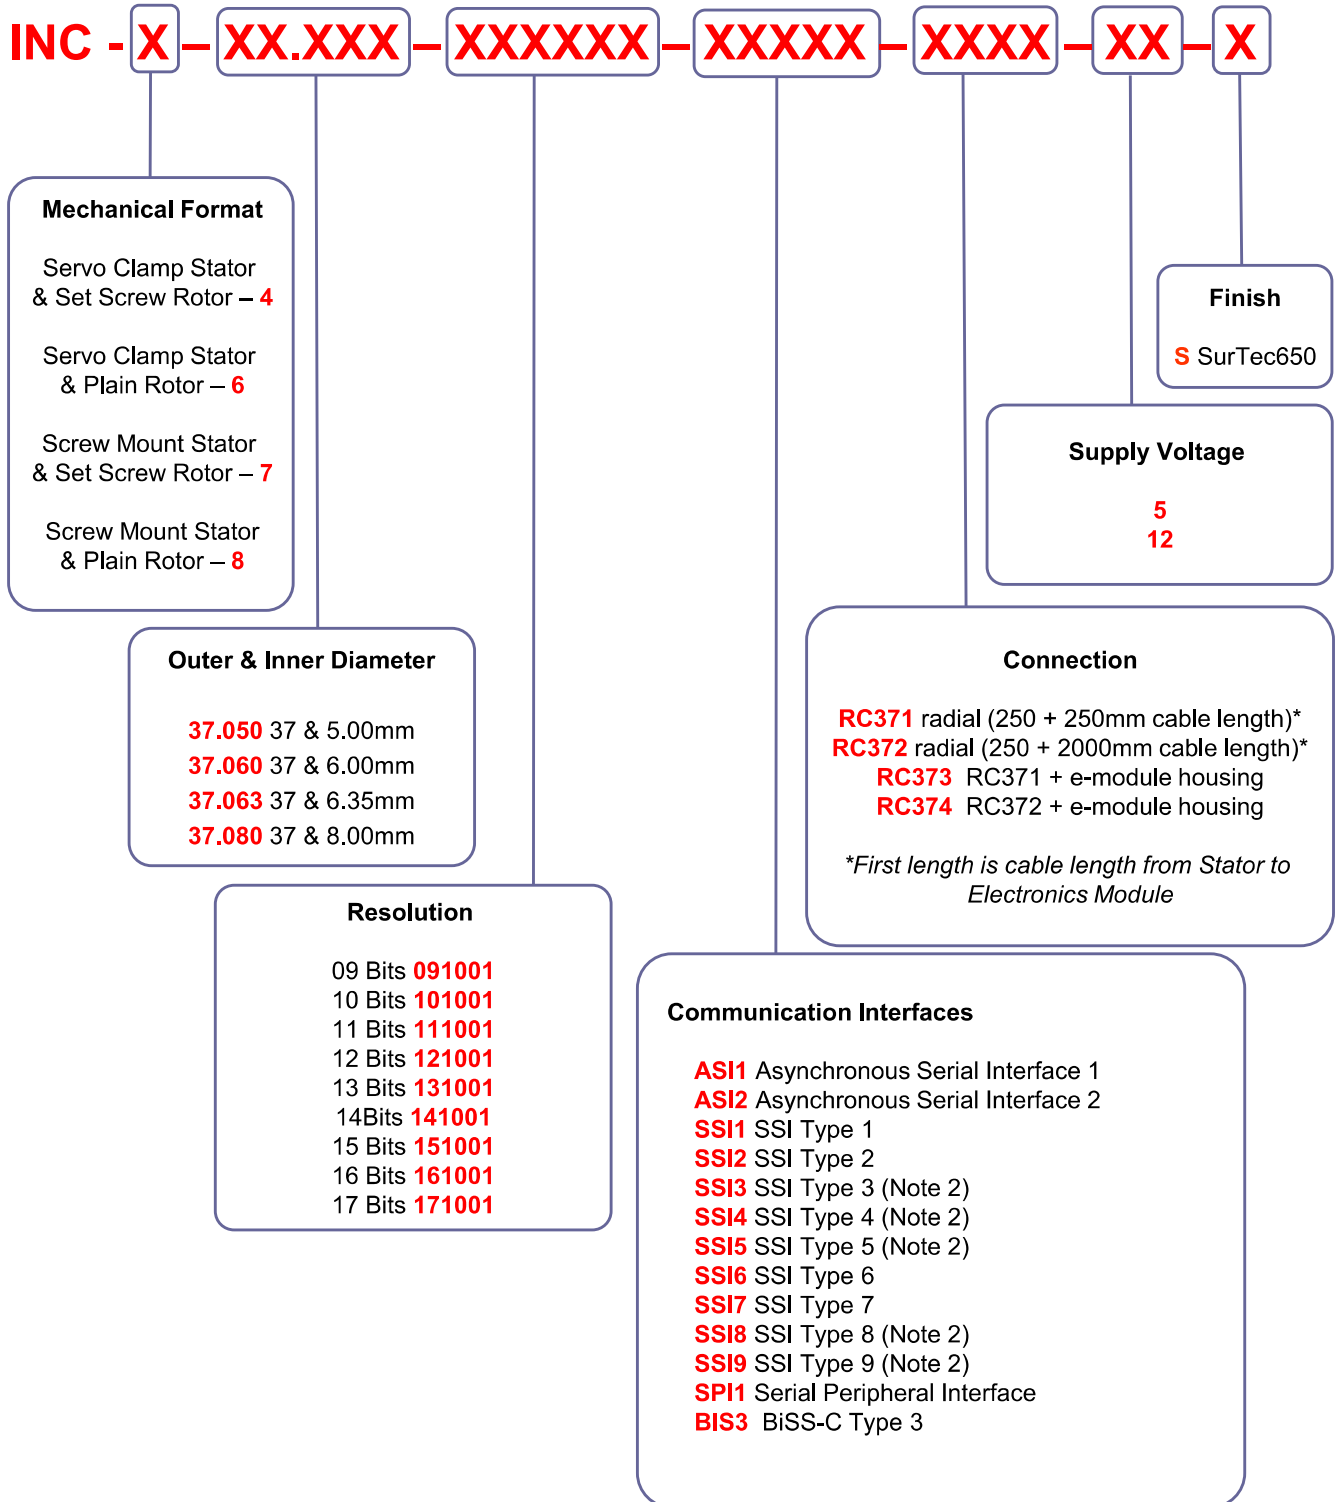 INC - X – XX.XXX – XXXXXX – XXXXX – XXXX – XX – X
Mechanical Format
Servo Clamp Stator
& Set Screw Rotor – 4
Servo Clamp Stator
& Plain Rotor – 6
Screw Mount Stator
& Set Screw Rotor – 7
Screw Mount Stator
& Plain Rotor – 8
Outer & Inner Diameter
37.050 37 & 5.00mm
37.060 37 & 6.00mm
37.063 37 & 6.35mm
37.080 37 & 8.00mm
Resolution
09 Bits 091001
10 Bits 101001
11 Bits 111001
12 Bits 121001
13 Bits 131001
14Bits 141001
15 Bits 151001
16 Bits 161001
17 Bits 171001
Communication Interfaces
ASI1 Asynchronous Serial Interface 1
ASI2 Asynchronous Serial Interface 2
SSI1 SSI Type 1
SSI2 SSI Type 2
SSI3 SSI Type 3 (Note 2)
SSI4 SSI Type 4 (Note 2)
SSI5 SSI Type 5 (Note 2)
SSI6 SSI Type 6
SSI7 SSI Type 7
SSI8 SSI Type 8 (Note 2)
SSI9 SSI Type 9 (Note 2)
SPI1 Serial Peripheral Interface
BIS3 BiSS-C Type 3
Connection
RC371 radial (250 + 250mm cable length)*
RC372 radial (250 + 2000mm cable length)*
RC373 RC371 + e-module housing
RC374 RC372 + e-module housing
*First length is cable length from Stator to
Electronics Module
Supply Voltage
5
12
Finish
S SurTec650